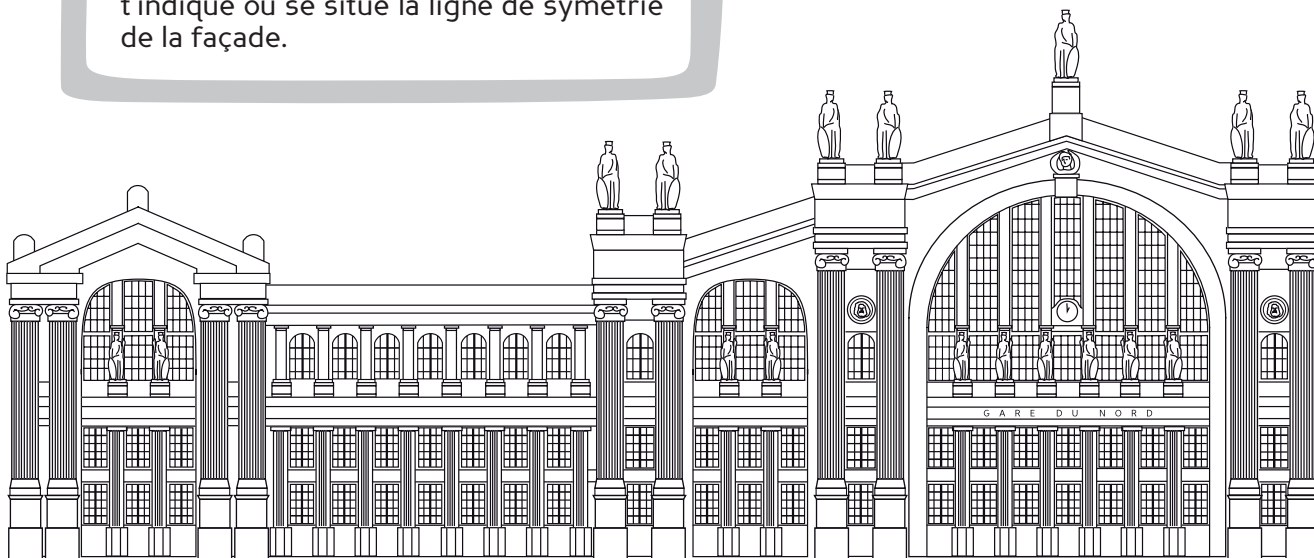 t'indique où se situe la ligne de symétrie
de la façade.
GARE DU NORD